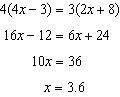 4(4x − 3) = 3(2x + 8)
16x − 12 = 6x + 24
10x = 36
x = 3.6